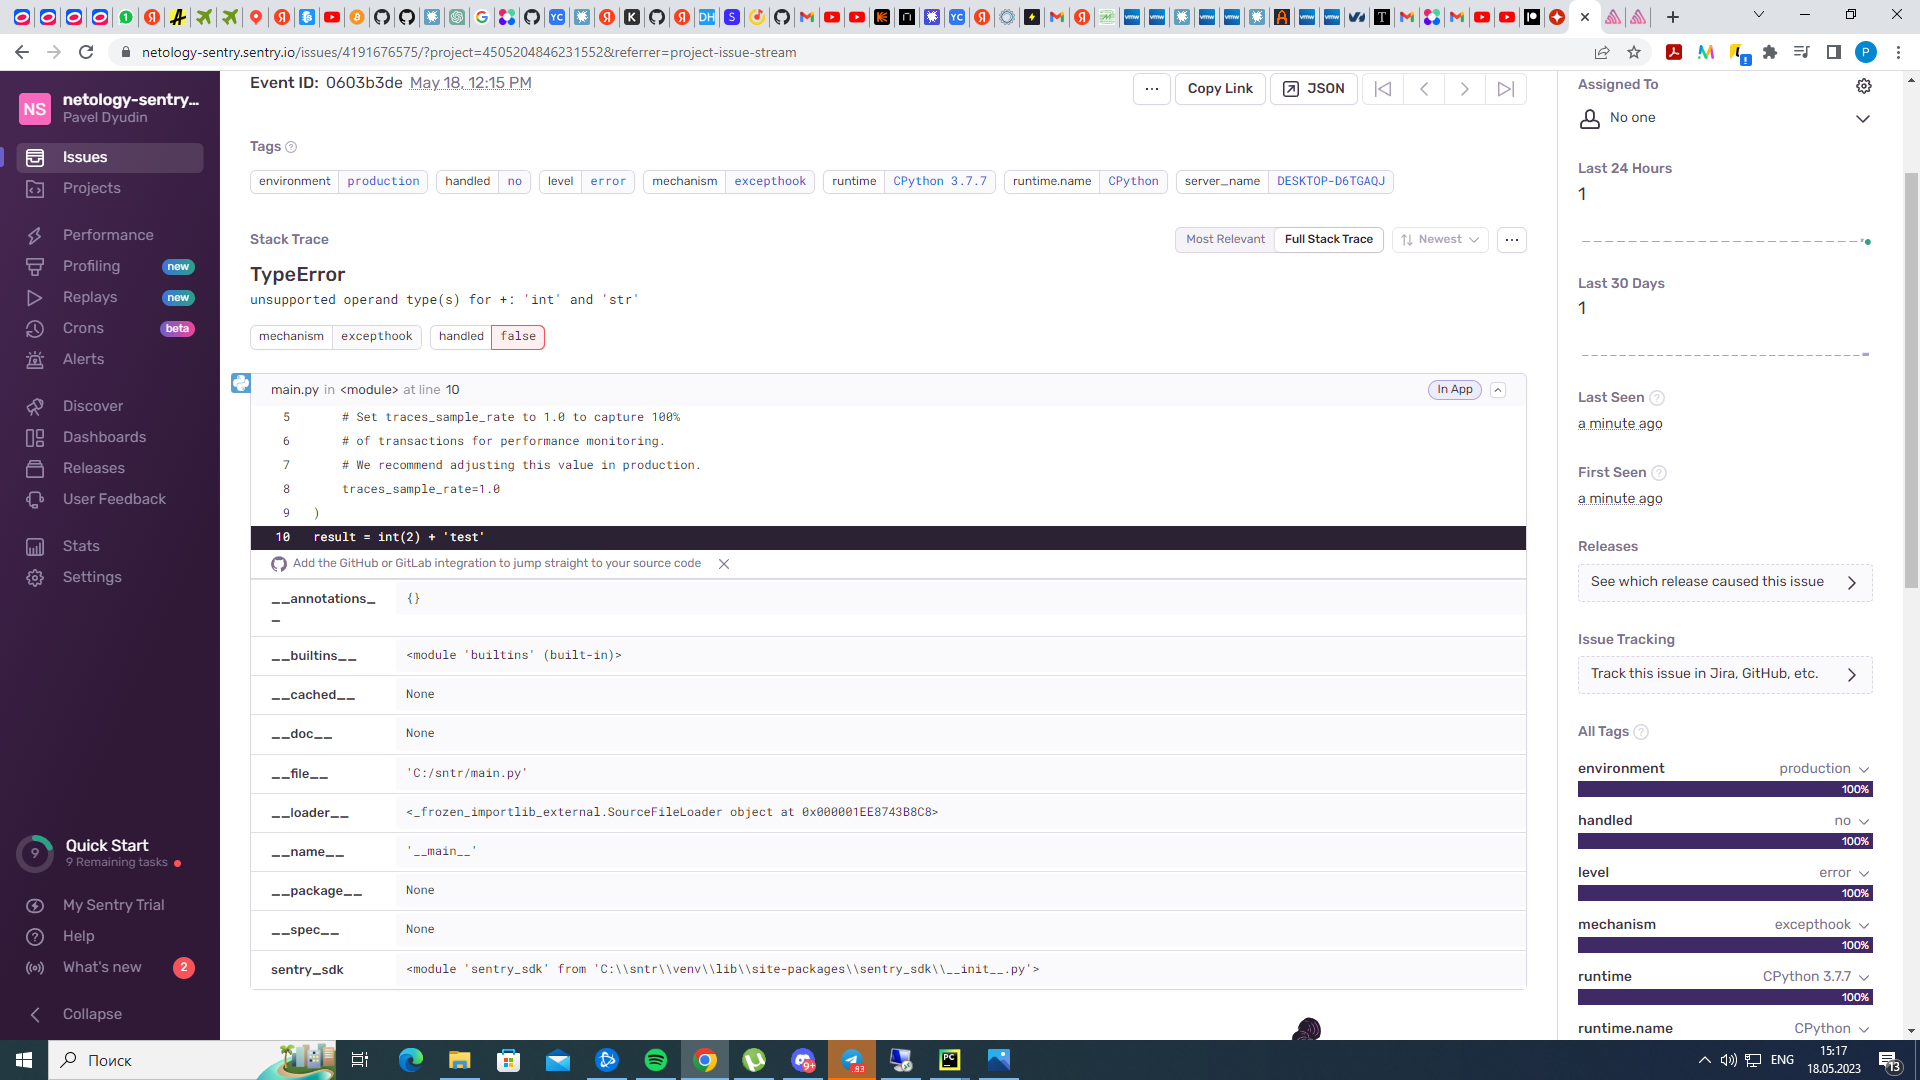 netology-sentry.sentry.io/issues/4191676575/?project=4505204846231552&referrer=project-issue-stream
NS
netology-sentry...
Pavel Dyudin
Issues
Projects
Performance
Profiling new
Replays new
Crons beta
Alerts
Discover
Dashboards
Releases
User Feedback
Stats
Settings
9
Quick Start
9 Remaining tasks
My Sentry Trial
Help
What's new 2
Collapse
Event ID: 0603b3de May 18, 12:15 PM
... Copy Link JSON
Tags
environment production handled no level error mechanism excepthook runtime CPython 3.7.7 runtime.name CPython server_name DESKTOP-D6TGAQJ
Stack Trace
Most Relevant Full Stack Trace Newest ...
TypeError
unsupported operand type(s) for +: 'int' and 'str'
mechanism excepthook handled false
main.py in <module> at line 10 In App
5 # Set traces_sample_rate to 1.0 to capture 100%
6 # of transactions for performance monitoring.
7 # We recommend adjusting this value in production.
8 traces_sample_rate=1.0
9 )
10 result = int(2) + 'test'
Add the GitHub or GitLab integration to jump straight to your source code
__annotations_
_
{}
__builtins__ <module 'builtins' (built-in)>
__cached__ None
__doc__ None
__file__ 'C:/sntr/main.py'
__loader__ <_frozen_importlib_external.SourceFileLoader object at 0x000001EE8743B8C8>
__name__ '__main__'
__package__ None
__spec__ None
sentry_sdk <module 'sentry_sdk' from 'C:\\sntr\\venv\\lib\\site-packages\\sentry_sdk\\__init__.py'>
Assigned To
No one
Last 24 Hours
1
Last 30 Days
1
Last Seen
a minute ago
First Seen
a minute ago
Releases
See which release caused this issue
Issue Tracking
Track this issue in Jira, GitHub, etc.
All Tags
environment production
100%
handled no
100%
level error
100%
mechanism excepthook
100%
runtime CPython 3.7.7
100%
runtime.name CPython
Поиск
ENG
15:17
18.05.2023
13